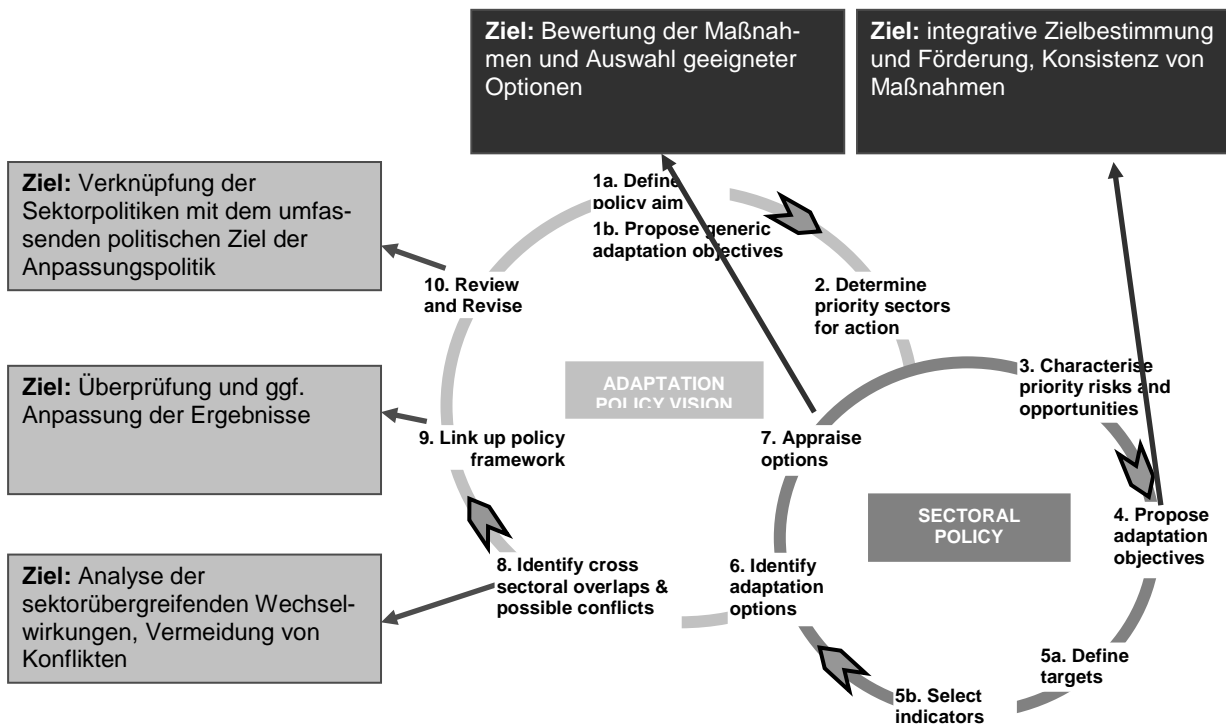 Ziel: Bewertung der Maßnah-
men und Auswahl geeigneter
Optionen
Ziel: integrative Zielbestimmung
und Förderung, Konsistenz von
Maßnahmen
Ziel: Verknüpfung der
Sektorpolitiken mit dem umfas-
senden politischen Ziel der
Anpassungspolitik
Ziel: Überprüfung und ggf.
Anpassung der Ergebnisse
Ziel: Analyse der
sektorübergreifenden Wechsel-
wirkungen, Vermeidung von
Konflikten
1a. Define
policy aim
1b. Propose generic
adaptation objectives
2. Determine
priority sectors
for action
3. Characterise
priority risks and
opportunities
4. Propose
adaptation
objectives
5a. Define
targets
5b. Select
indicators
6. Identify
adaptation
options
7. Appraise
options
8. Identify cross
sectoral overlaps &
possible conflicts
9. Link up policy
framework
10. Review
and Revise
ADAPTATION
POLICY VISION
SECTORAL
POLICY